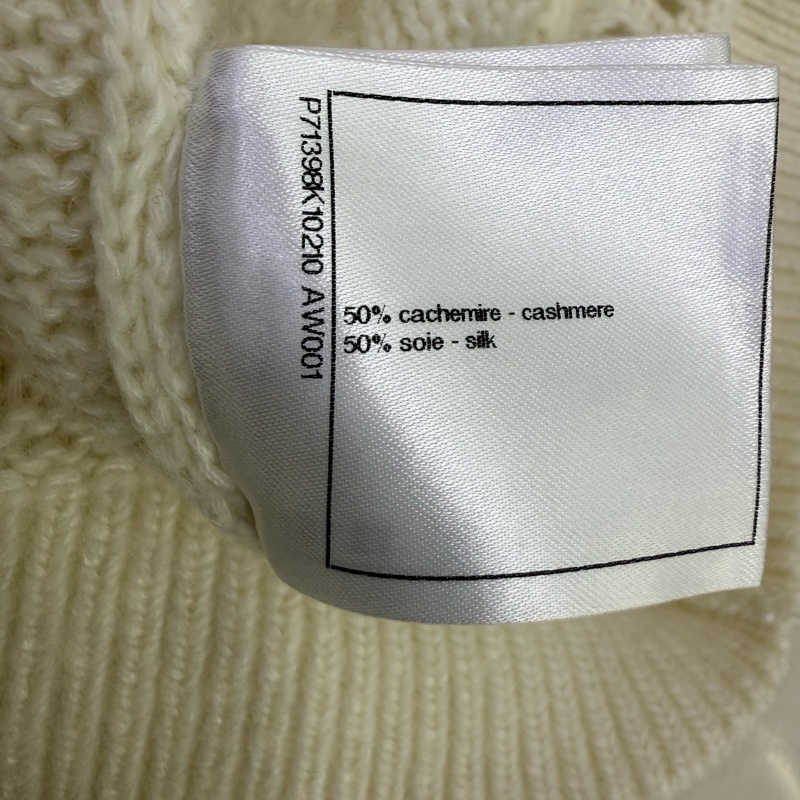 P71398K10210 AW001
50% cachemire - cashmere
50% soie - silk